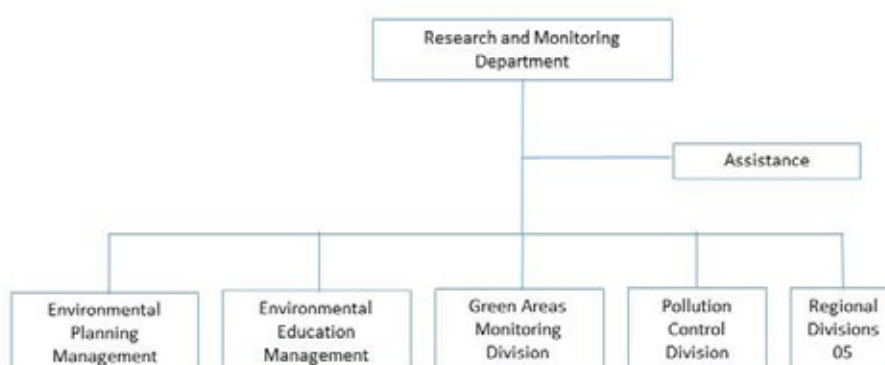 Research and Monitoring
Department
Assistance
Environmental
Planning
Management
Environmental
Education
Management
Green Areas
Monitoring
Division
Pollution
Control
Division
Regional
Divisions
05